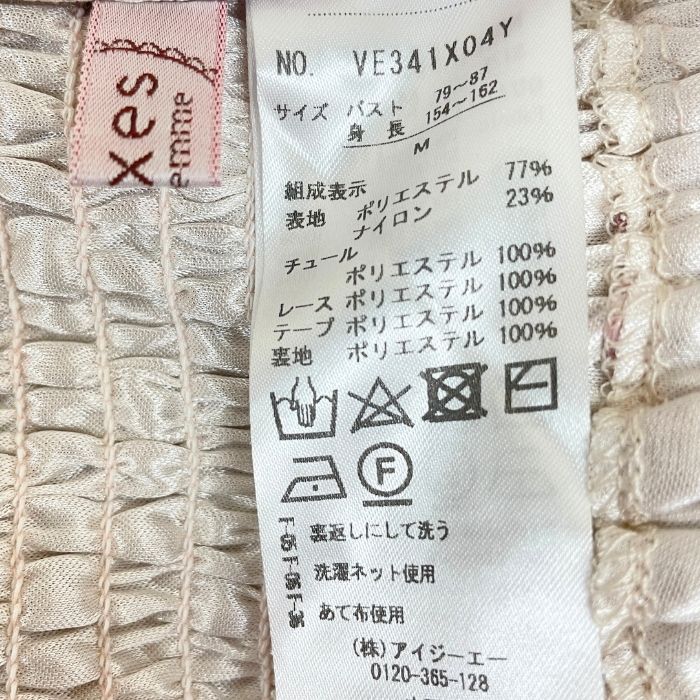 xes
emme
NO. VE341X04Y
サイズ バスト 79～87
身長 154～162
M
組成表示
表地 ポリエステル 77%
ナイロン 23%
チュール
ポリエステル 100%
レース ポリエステル 100%
テープ ポリエステル 100%
裏地 ポリエステル 100%
F
裏返しにして洗う
洗濯ネット使用
あて布使用
F-05 F-06 F-36
(株)アイジーエー
0120-365-128